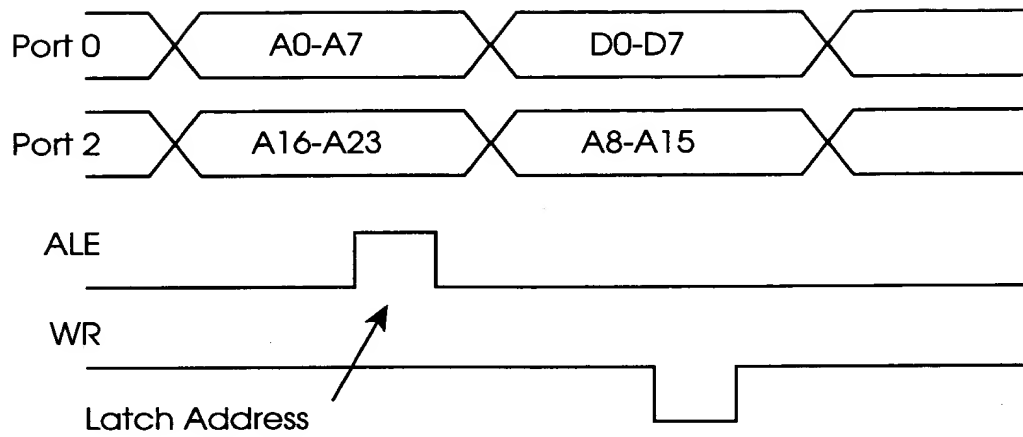 Port 0 A0-A7 D0-D7
Port 2 A16-A23 A8-A15
ALE
WR
Latch Address